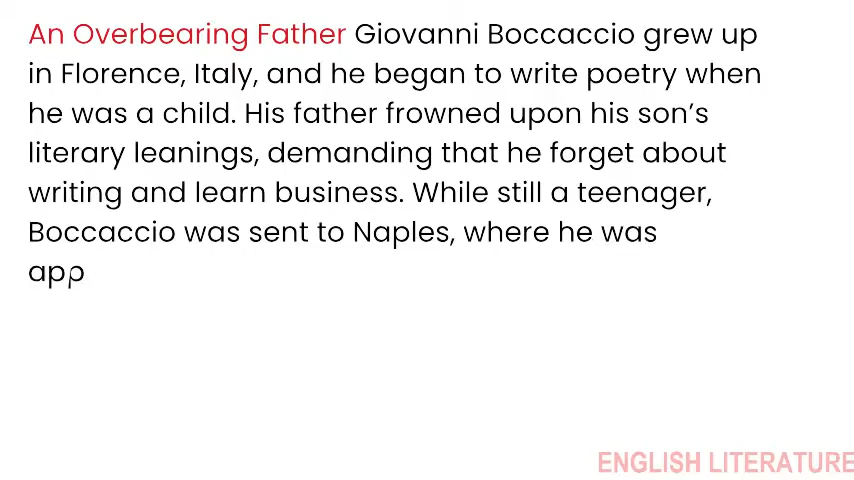 An Overbearing Father Giovanni Boccaccio grew up
in Florence, Italy, and he began to write poetry when
he was a child. His father frowned upon his son’s
literary leanings, demanding that he forget about
writing and learn business. While still a teenager,
Boccaccio was sent to Naples, where he was
app
ENGLISH LITERATURE